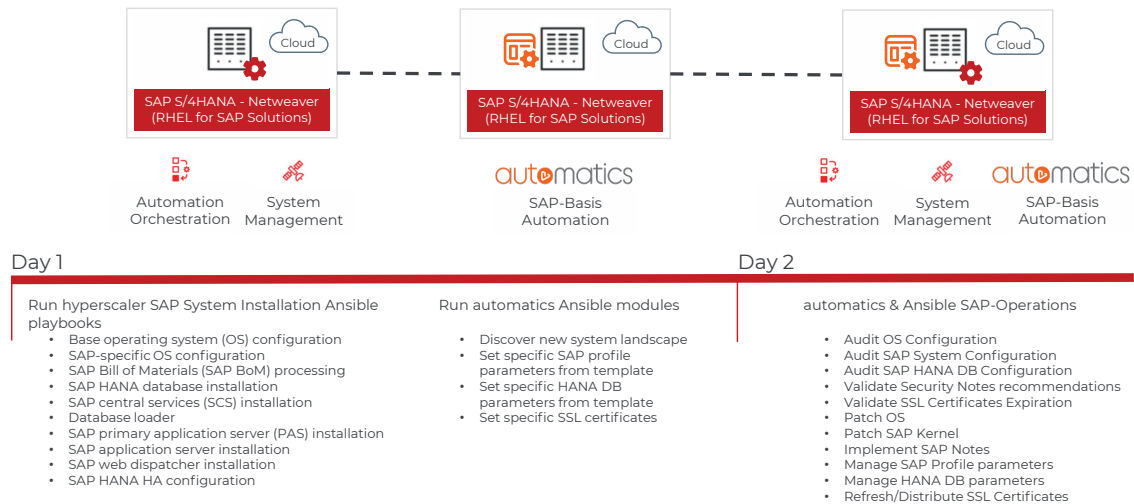 Cloud
SAP S/4HANA - Netweaver
(RHEL for SAP Solutions)
Cloud
SAP S/4HANA - Netweaver
(RHEL for SAP Solutions)
Cloud
SAP S/4HANA - Netweaver
(RHEL for SAP Solutions)
Automation
Orchestration
System
Management
automatics
SAP-Basis
Automation
Automation
Orchestration
System
Management
automatics
SAP-Basis
Automation
Day 1
Day 2
Run hyperscaler SAP System Installation Ansible
playbooks
• Base operating system (OS) configuration
• SAP-specific OS configuration
• SAP Bill of Materials (SAP BoM) processing
• SAP HANA database installation
• SAP central services (SCS) installation
• Database loader
• SAP primary application server (PAS) installation
• SAP application server installation
• SAP web dispatcher installation
• SAP HANA HA configuration
Run automatics Ansible modules
• Discover new system landscape
• Set specific SAP profile
parameters from template
• Set specific HANA DB
parameters from template
• Set specific SSL certificates
automatics & Ansible SAP-Operations
• Audit OS Configuration
• Audit SAP System Configuration
• Audit SAP HANA DB Configuration
• Validate Security Notes recommendations
• Validate SSL Certificates Expiration
• Patch OS
• Patch SAP Kernel
• Implement SAP Notes
• Manage SAP Profile parameters
• Manage HANA DB parameters
• Refresh/Distribute SSL Certificates